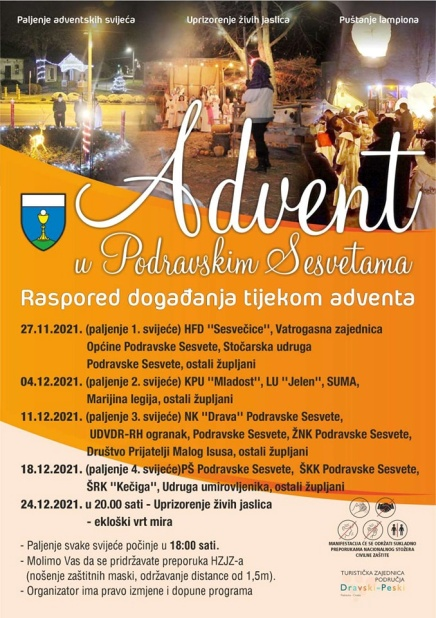 Paljenje adventskih svijeća Uprizorenje živih jaslica Puštanje lampiona
Advent
u Podravskim Sesvetama
Raspored događanja tijekom adventa
27.11.2021. (paljenje 1. svijeće) HFD "Sesvečice", Vatrogasna zajednica
Općine Podravske Sesvete, Stočarska udruga
Podravske Sesvete, ostali župljani
04.12.2021. (paljenje 2. svijeće) KPU "Mladost", LU "Jelen", SUMA,
Marijina legija, ostali župljani
11.12.2021. (paljenje 3. svijeće) NK "Drava" Podravske Sesvete,
UDVDR-RH ogranak, Podravske Sesvete, ŽNK Podravske Sesvete,
Društvo Prijatelji Malog Isusa, ostali župljani
18.12.2021. (paljenje 4. svijeće)PŠ Podravske Sesvete, ŠKK Podravske Sesvete,
ŠRK "Kečiga", Udruga umirovljenika, ostali župljani
24.12.2021. u 20.00 sati - Uprizorenje živih jaslica
- ekloški vrt mira
- Paljenje svake svijeće počinje u 18:00 sati.
- Molimo Vas da se pridržavate preporuka HZJZ-a
(nošenje zaštitnih maski, održavanje distance od 1,5m).
- Organizator ima pravo izmjene i dopune programa
MANIFESTACIJA ĆE SE ODRŽATI SUKLADNO
PREPORUKAMA NACIONALNOG STOŽERA
CIVILNE ZAŠTITE
TURISTIČKA ZAJEDNICA
PODRUČJA
Dravski Peski